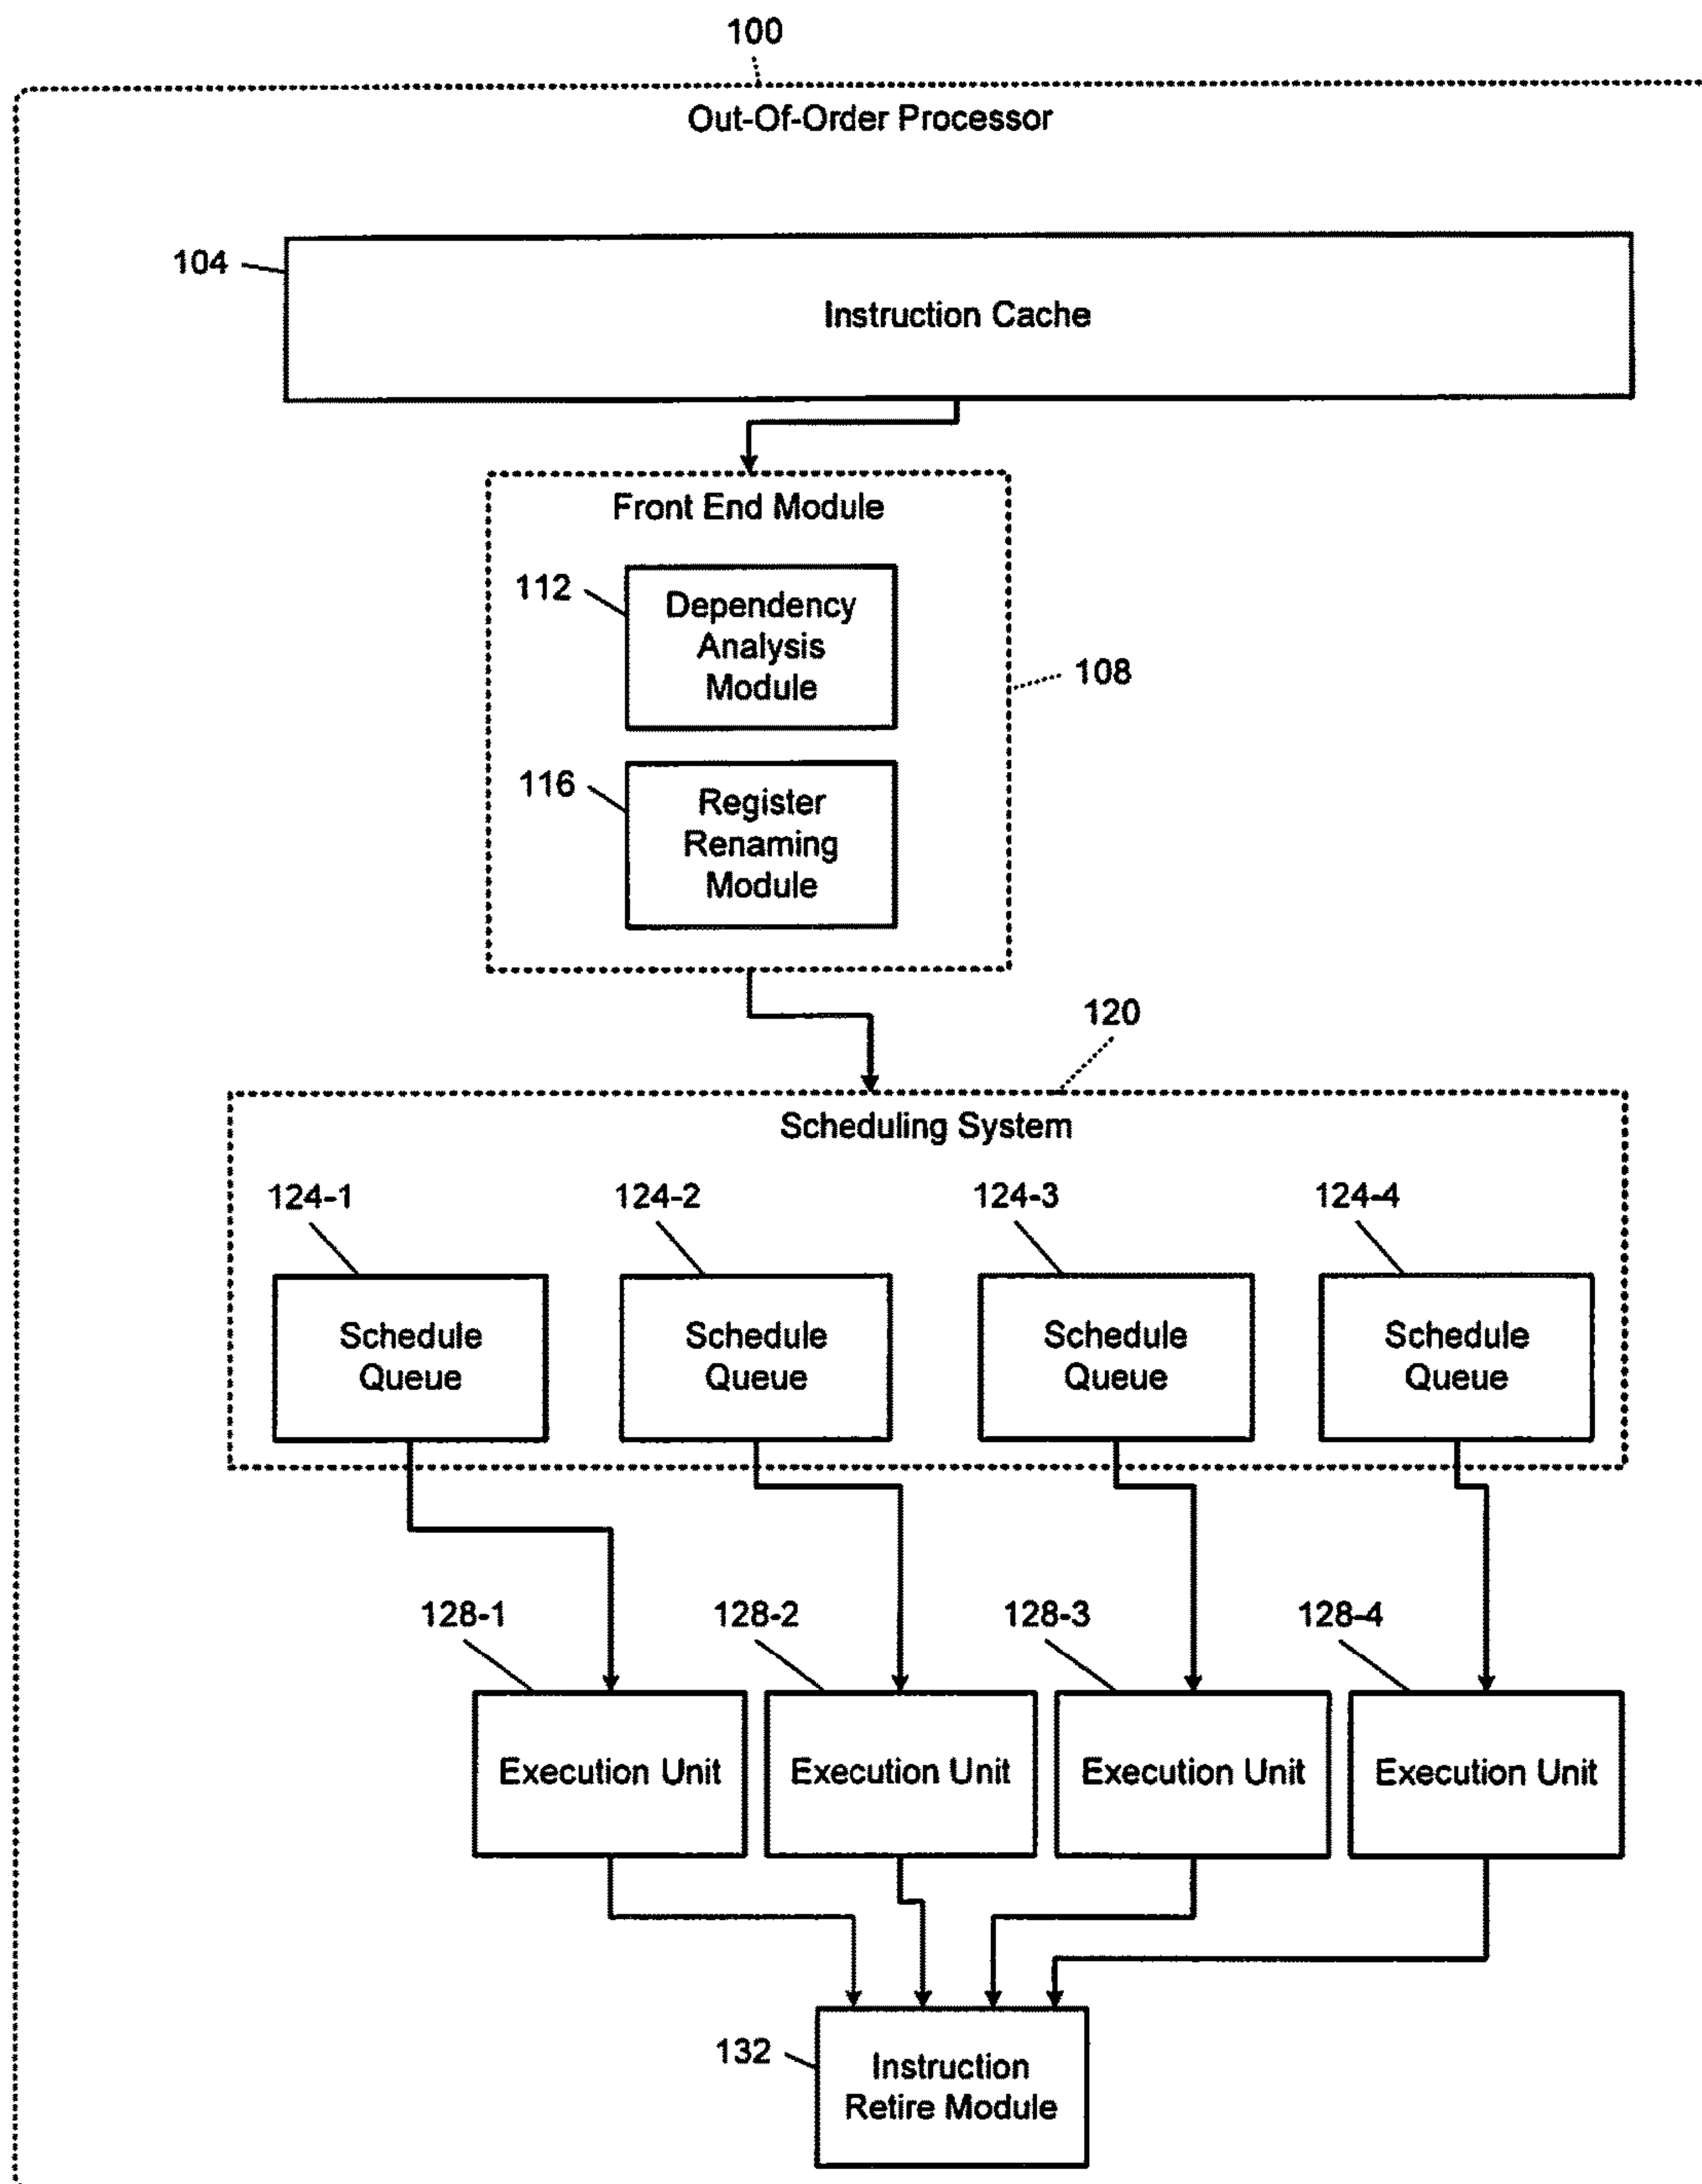 100
Out-Of-Order Processor
104
Instruction Cache
Front End Module
112
Dependency
Analysis
Module
108
116
Register
Renaming
Module
120
Scheduling System
124-1
124-2
124-3
124-4
Schedule
Queue
Schedule
Queue
Schedule
Queue
Schedule
Queue
128-1
128-2
128-3
128-4
Execution Unit
Execution Unit
Execution Unit
Execution Unit
132
Instruction
Retire Module